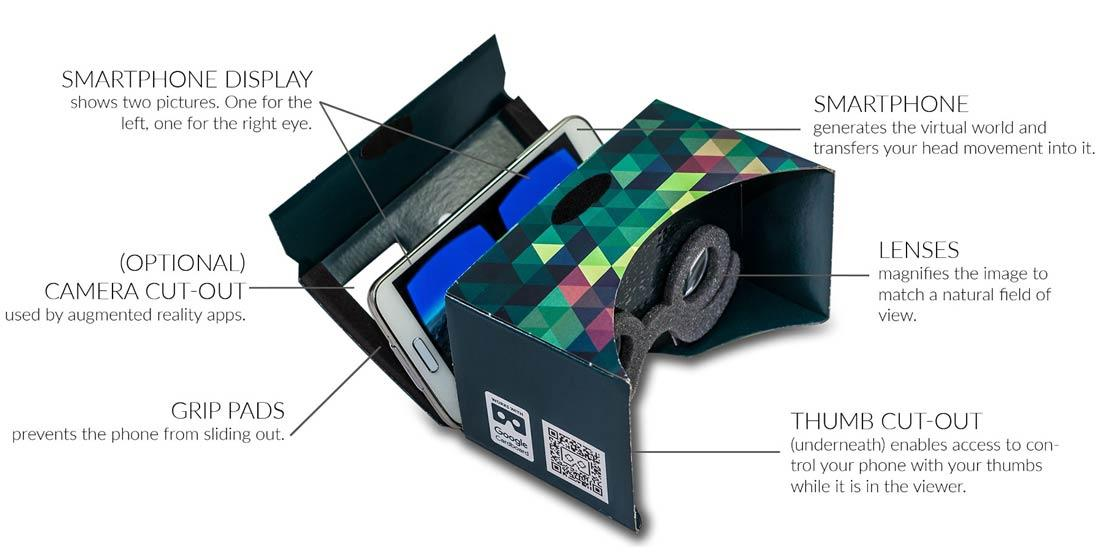 SMARTPHONE DISPLAY
shows two pictures. One for the
left, one for the right eye.
(OPTIONAL)
CAMERA CUT-OUT
used by augmented reality apps.
GRIP PADS
prevents the phone from sliding out.
SMARTPHONE
generates the virtual world and
transfers your head movement into it.
LENSES
magnifies the image to
match a natural field of
view.
THUMB CUT-OUT
(underneath) enables access to con-
trol your phone with your thumbs
while it is in the viewer.
WORKS WITH
Google
Cardboard